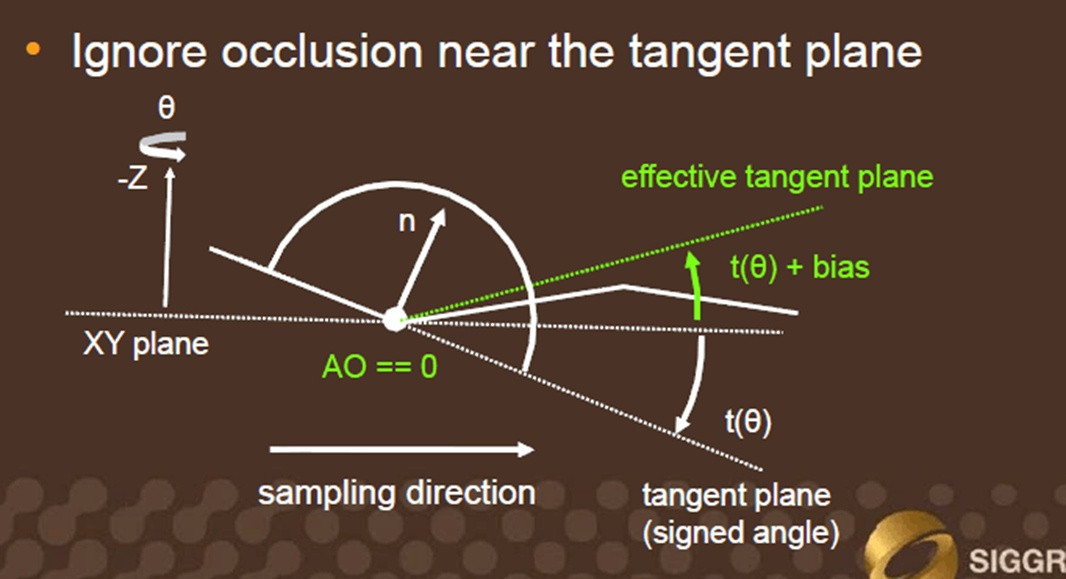 • Ignore occlusion near the tangent plane
θ
-Z
n
effective tangent plane
t(θ) + bias
XY plane
AO == 0
t(θ)
sampling direction
tangent plane
(signed angle)
SIGGR